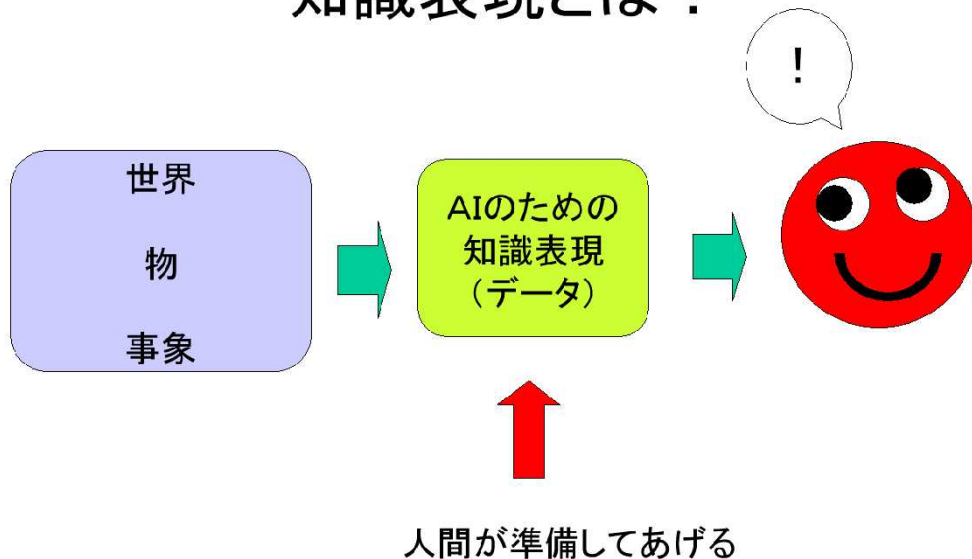 知識表現とは？
！
世界
物
事象
AIのための
知識表現
（データ）
人間が準備してあげる